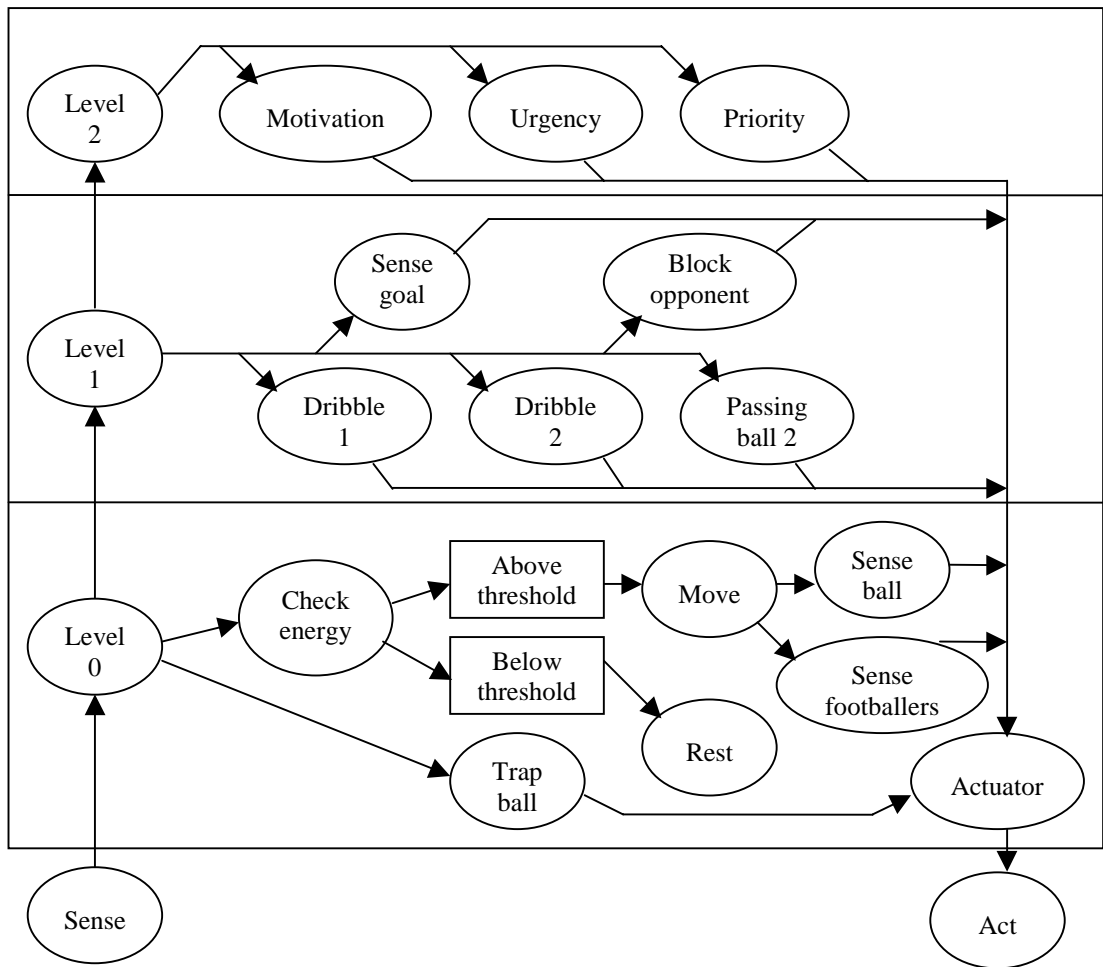 Level
2
Motivation
Urgency
Priority
Sense
goal
Block
opponent
Level
1
Dribble
1
Dribble
2
Passing
ball 2
Above
threshold
Sense
ball
Check
energy
Move
Level
0
Below
threshold
Sense
footballers
Rest
Trap
ball
Actuator
Sense
Act